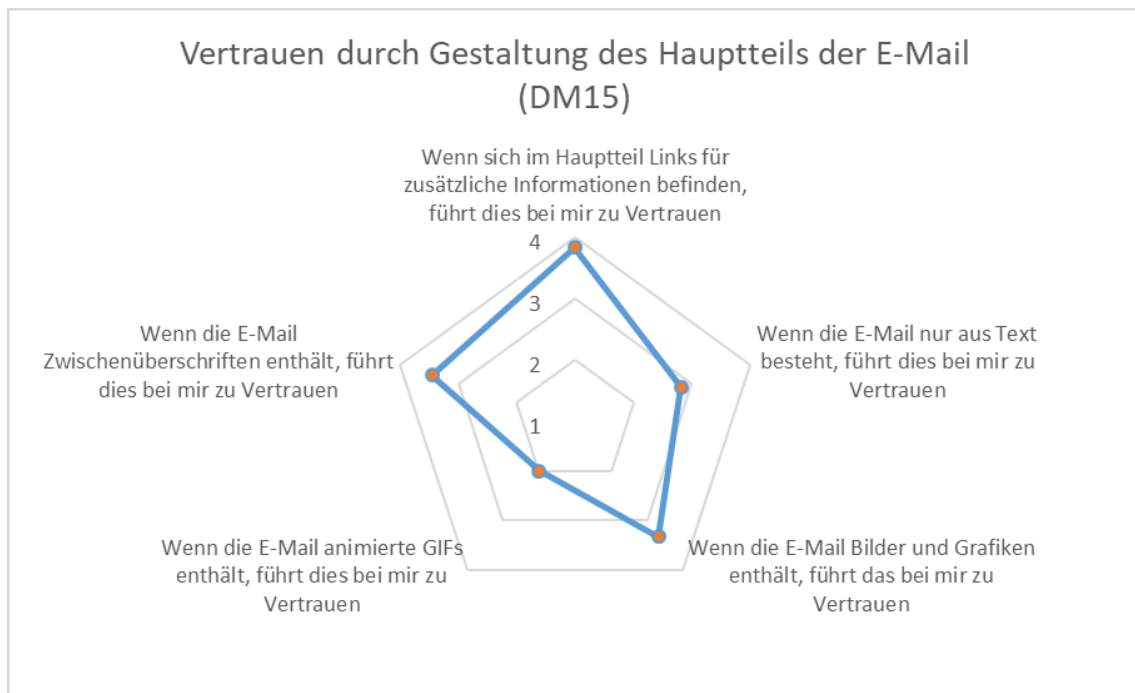 Vertrauen durch Gestaltung des Hauptteils der E-Mail
(DM15)
Wenn sich im Hauptteil Links für
zusätzliche Informationen befinden,
führt dies bei mir zu Vertrauen
4
3
2
1
Wenn die E-Mail nur aus Text
besteht, führt dies bei mir zu
Vertrauen
Wenn die E-Mail Bilder und Grafiken
enthält, führt das bei mir zu
Vertrauen
Wenn die E-Mail animierte GIFs
enthält, führt dies bei mir zu
Vertrauen
Wenn die E-Mail
Zwischenüberschriften enthält, führt
dies bei mir zu Vertrauen